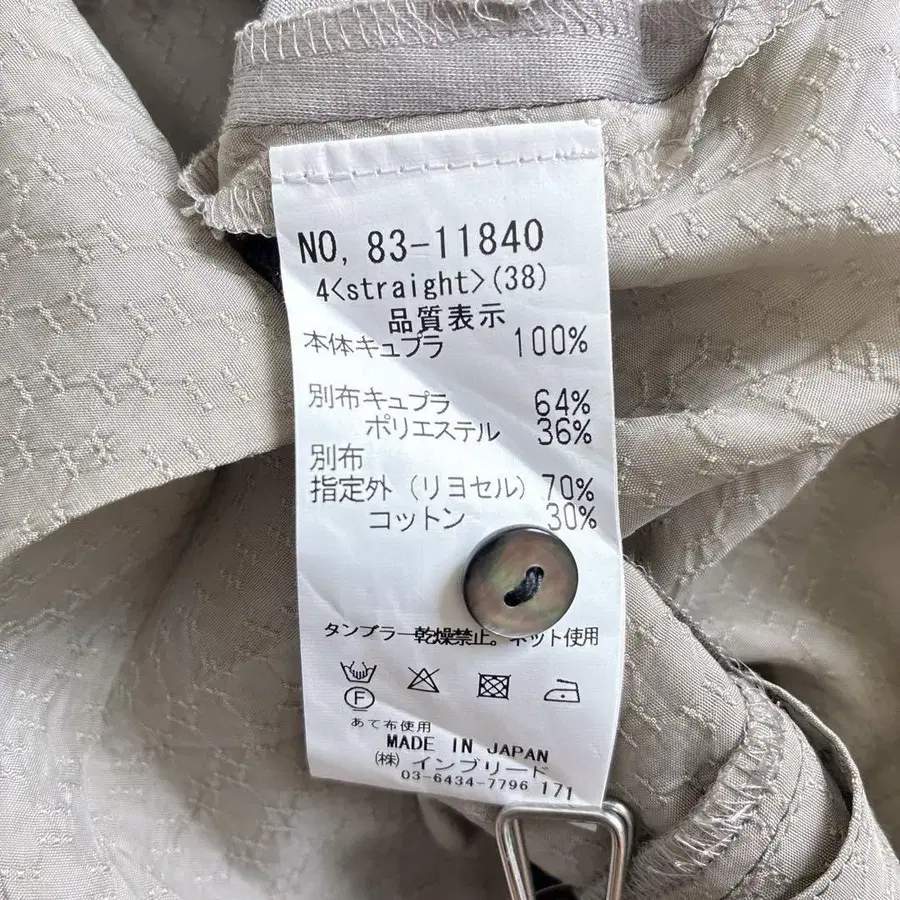 NO, 83-11840
4<straight>(38)
品質表示
本体キュプラ 100%
別布キュプラ 64%
ポリエステル 36%
別布
指定外 (リヨセル) 70%
コットン 30%
タンブラー乾燥禁止。ネット使用
F
あて布使用
MADE IN JAPAN
㈱ インブリード
03-6434-7796 171